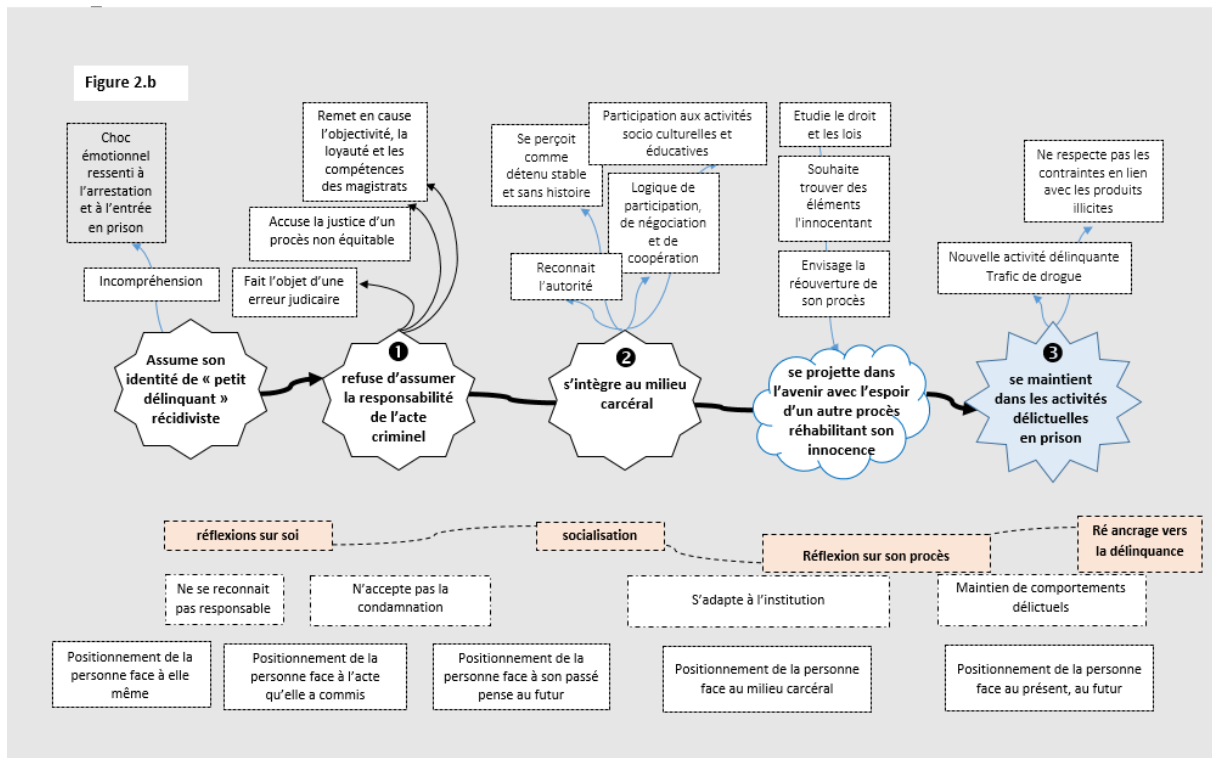 Figure 2.b
Choc
émotionnel
ressenti à
l'arrestation
et à l'entrée
en prison
Incompréhension
Remet en cause
l'objectivité, la
loyauté et les
compétences
des magistrats
Accuse la justice d'un
procès non équitable
Fait l'objet d'une
erreur judicaire
Se perçoit
comme
détenu stable
et sans histoire
Participation aux activités
socio culturelles et
éducatives
Logique de
participation,
de négociation
et de
coopération
Reconnait
l'autorité
Etudie le droit
et les lois
Souhaite
trouver des
éléments
l'innocentant
Envisage la
réouverture de
son procès
Ne respecte pas les
contraintes en lien
avec les produits
illicites
Nouvelle activité délinquante
Trafic de drogue
Assume son
identité de « petit
délinquant »
récidiviste
❶
refuse d'assumer
la responsabilité
de l'acte
criminel
❷
s'intègre au milieu
carcéral
se projette dans
l'avenir avec l'espoir
d'un autre procès
réhabilitant son
innocence
❸
se maintient
dans les activités
délictuelles
en prison
réflexions sur soi
socialisation
Réflexion sur son procès
Ré ancrage vers
la délinquance
Ne se reconnait
pas responsable
N'accepte pas la
condamnation
S'adapte à l'institution
Maintien de comportements
délictuels
Positionnement de la
personne face à elle
même
Positionnement de la
personne face à l'acte
qu'elle a commis
Positionnement de la
personne face à son passé
pense au futur
Positionnement de la personne
face au milieu carcéral
Positionnement de la personne
face au présent, au futur